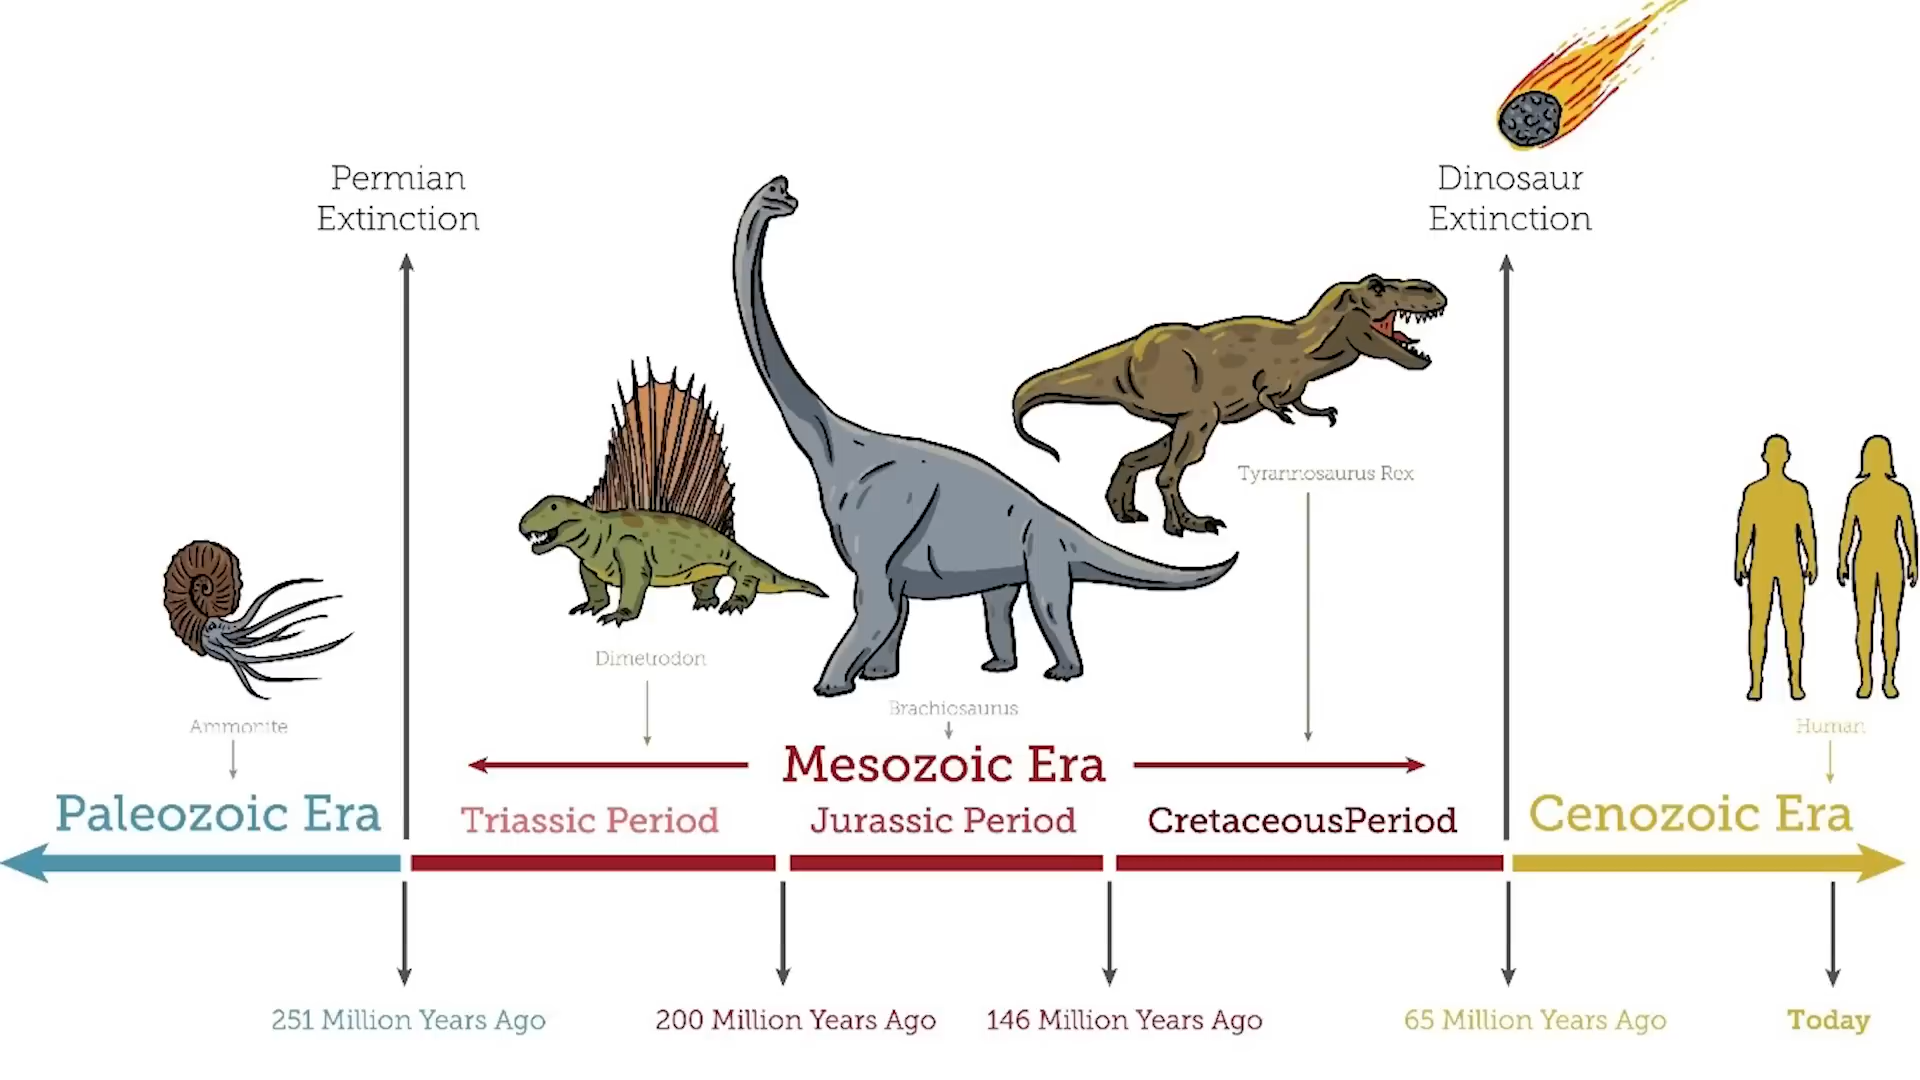 Permian
Extinction
Dinosaur
Extinction
Tyrannosaurus Rex
Dimetrodon
Brachiosaurus
Ammonite
Human
Mesozoic Era
Paleozoic Era
Triassic Period
Jurassic Period
CretaceousPeriod
Cenozoic Era
251 Million Years Ago
200 Million Years Ago
146 Million Years Ago
65 Million Years Ago
Today